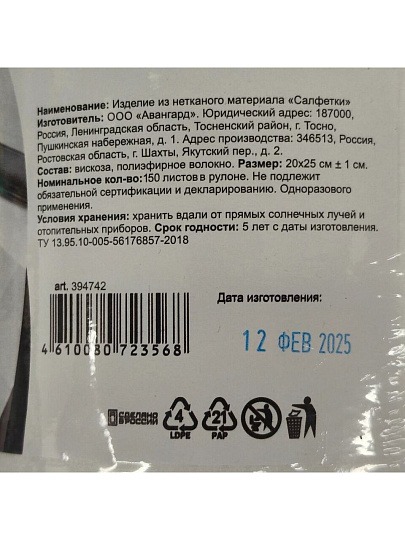 Наименование: Изделие из нетканого материала «Салфетки»
Изготовитель: ООО «Авангард». Юридический адрес: 187000,
Россия, Ленинградская область, Тосненский район, г. Тосно,
Пушкинская набережная, д. 1. Адрес производства: 346513, Россия,
Ростовская область, г. Шахты, Якутский пер., д. 2.
Состав: вискоза, полиэфирное волокно. Размер: 20х25 см ± 1 см.
Номинальное кол-во:150 листов в рулоне. Не подлежит
обязательной сертификации и декларированию. Одноразового
применения.
Условия хранения: хранить вдали от прямых солнечных лучей и
отопительных приборов. Срок годности: 5 лет с даты изготовления.
ТУ 13.95.10-005-56176857-2018
art. 394742
Дата изготовления:
12 ФЕВ 2025
4 610080 723568
СДЕЛАНО
В РОССИИ
4
LDPE
21
PAP